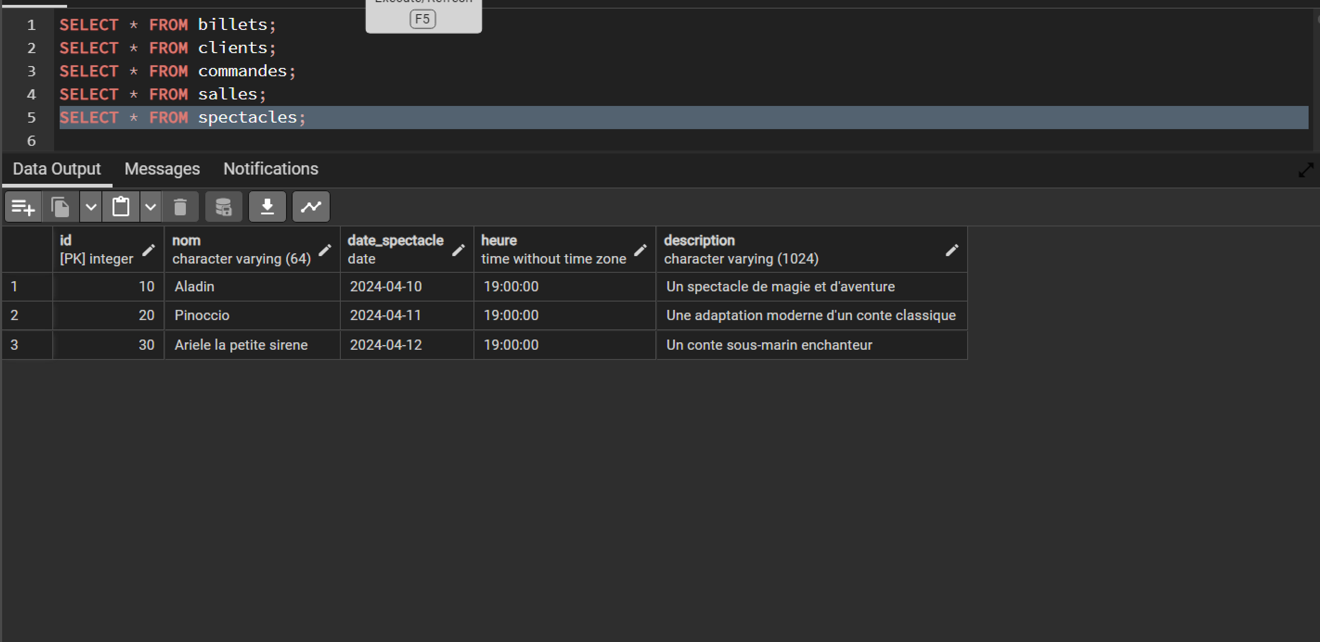 Execute/Refresh
F5
1 SELECT * FROM billets;
2 SELECT * FROM clients;
3 SELECT * FROM commandes;
4 SELECT * FROM salles;
5 SELECT * FROM spectacles;
6
Data Output Messages Notifications
id nom date_spectacle heure description
[PK] integer character varying (64) date time without time zone character varying (1024)
1 10 Aladin 2024-04-10 19:00:00 Un spectacle de magie et d'aventure
2 20 Pinoccio 2024-04-11 19:00:00 Une adaptation moderne d'un conte classique
3 30 Ariele la petite sirene 2024-04-12 19:00:00 Un conte sous-marin enchanteur